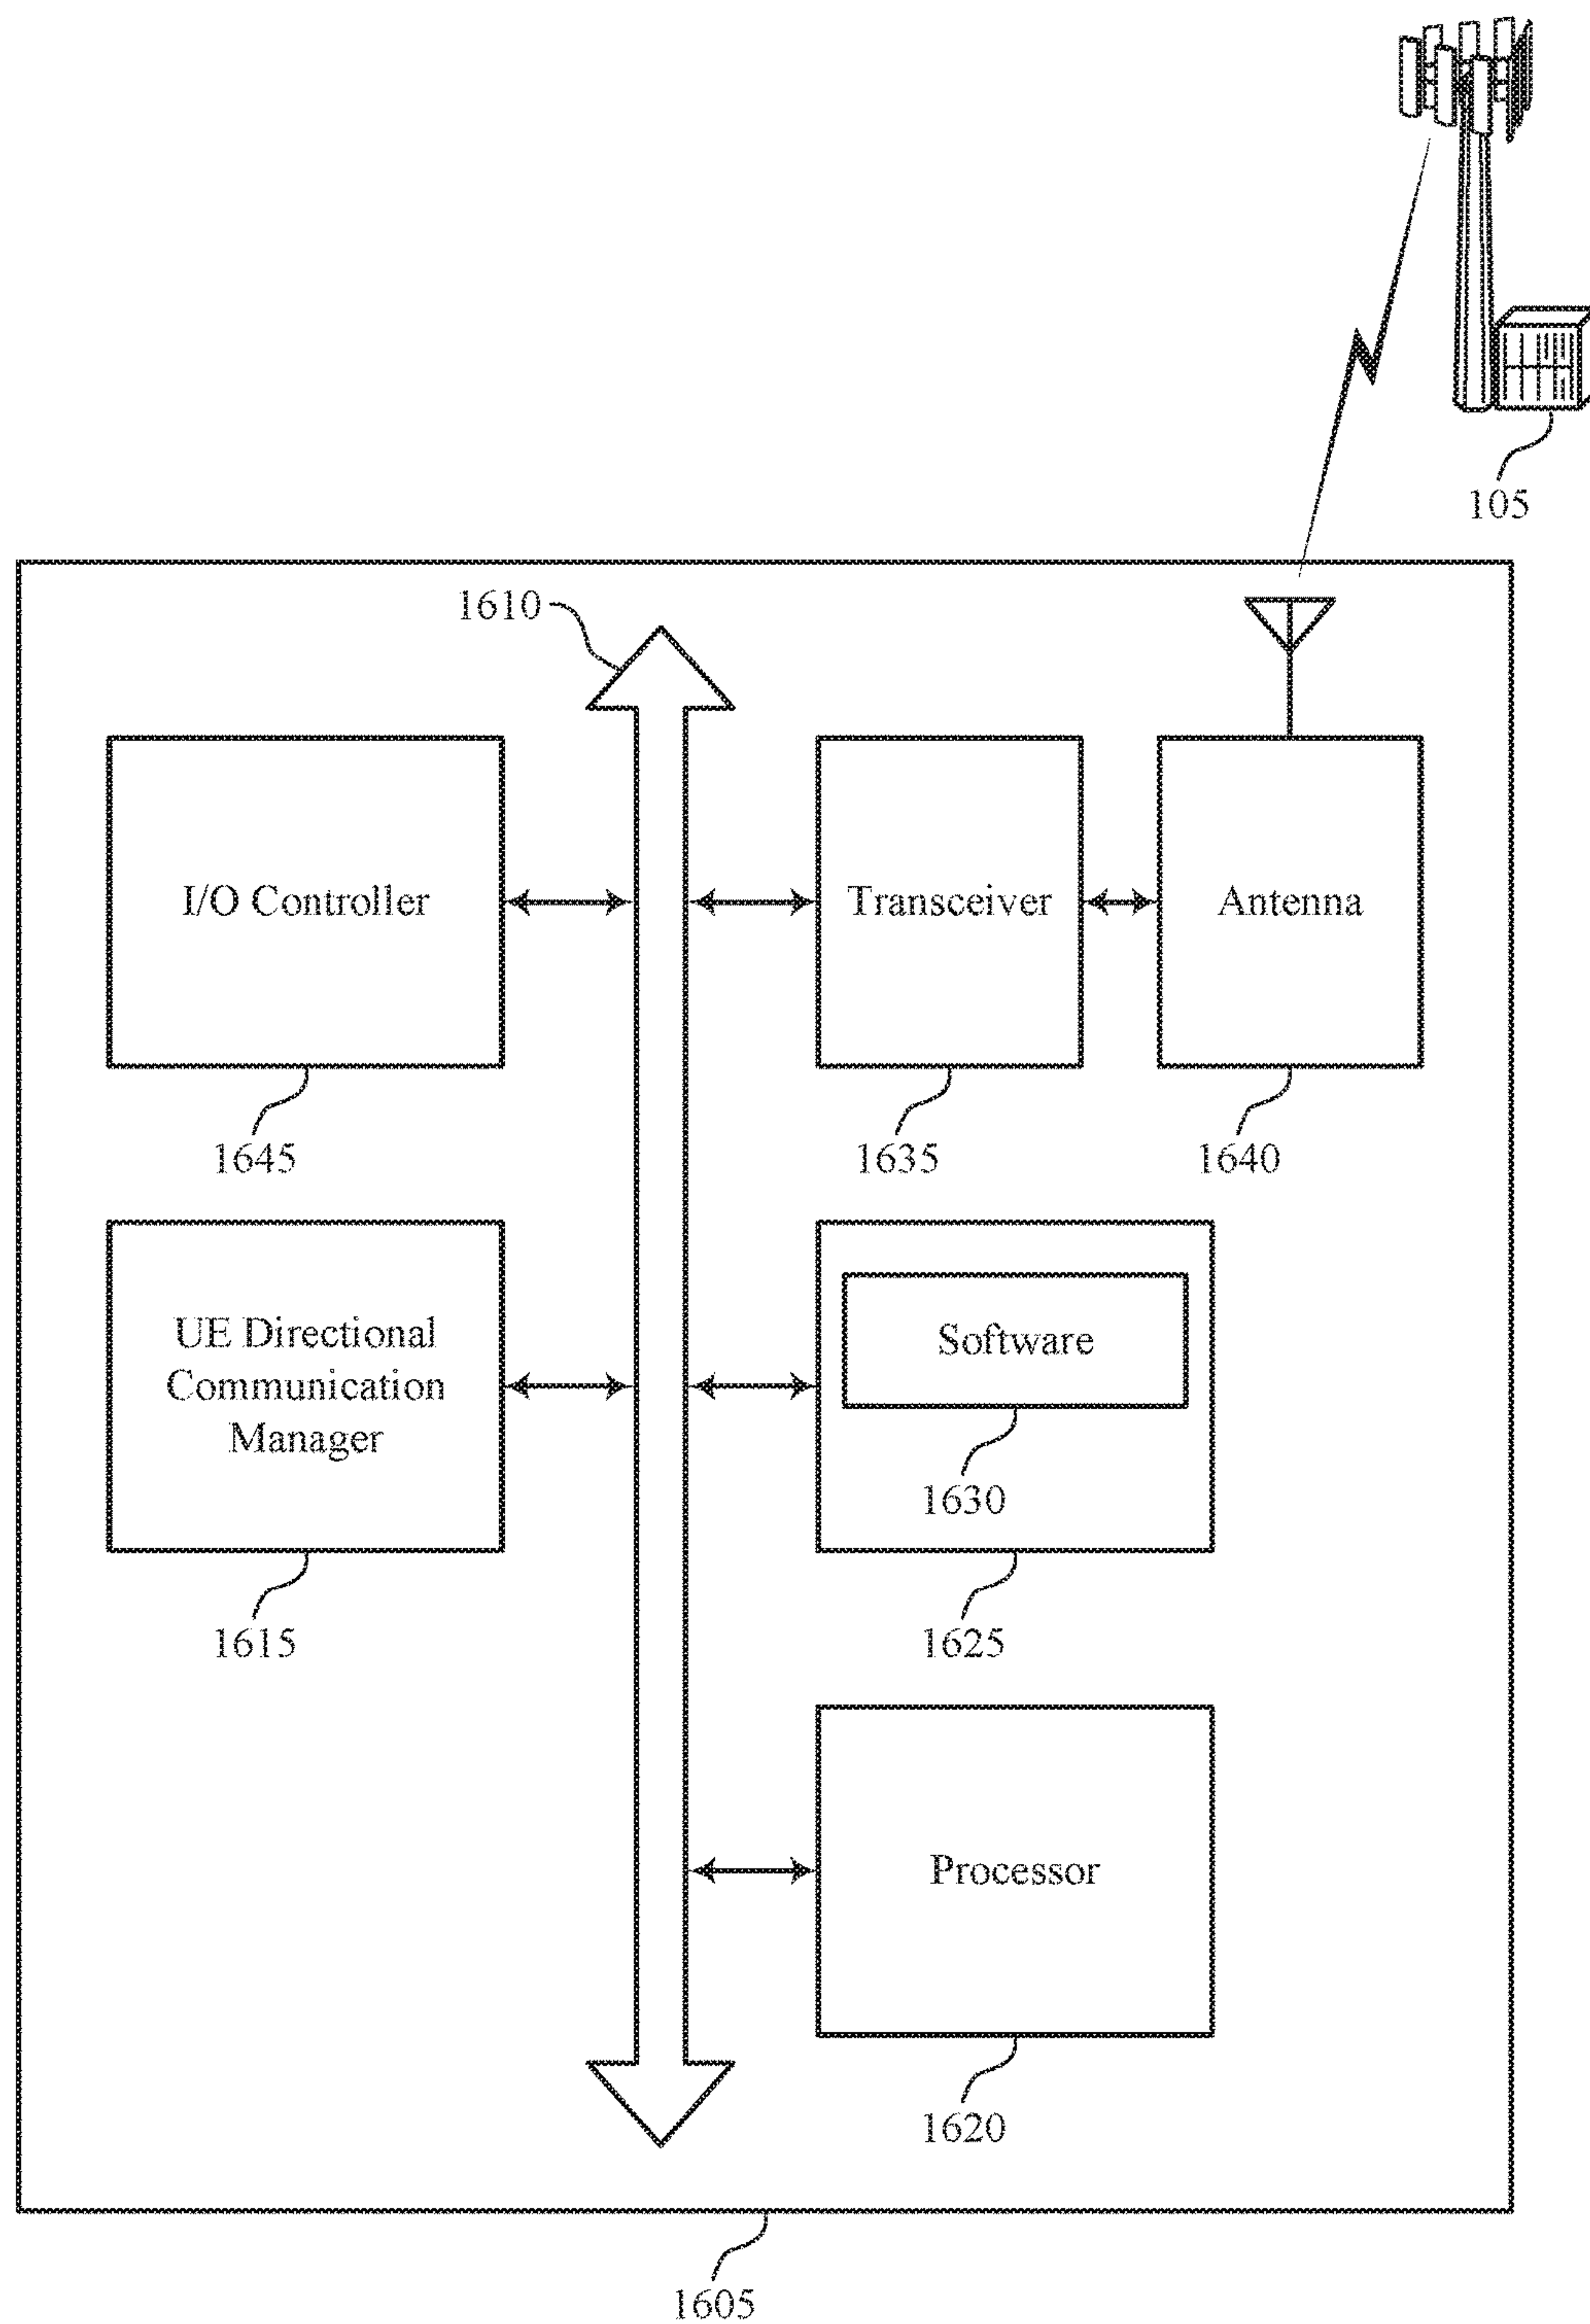 105
1610
I/O Controller
Transceiver
Antenna
1645
1635
1640
UE Directional
Communication
Manager
Software
1630
1615
1625
Processor
1620
1605